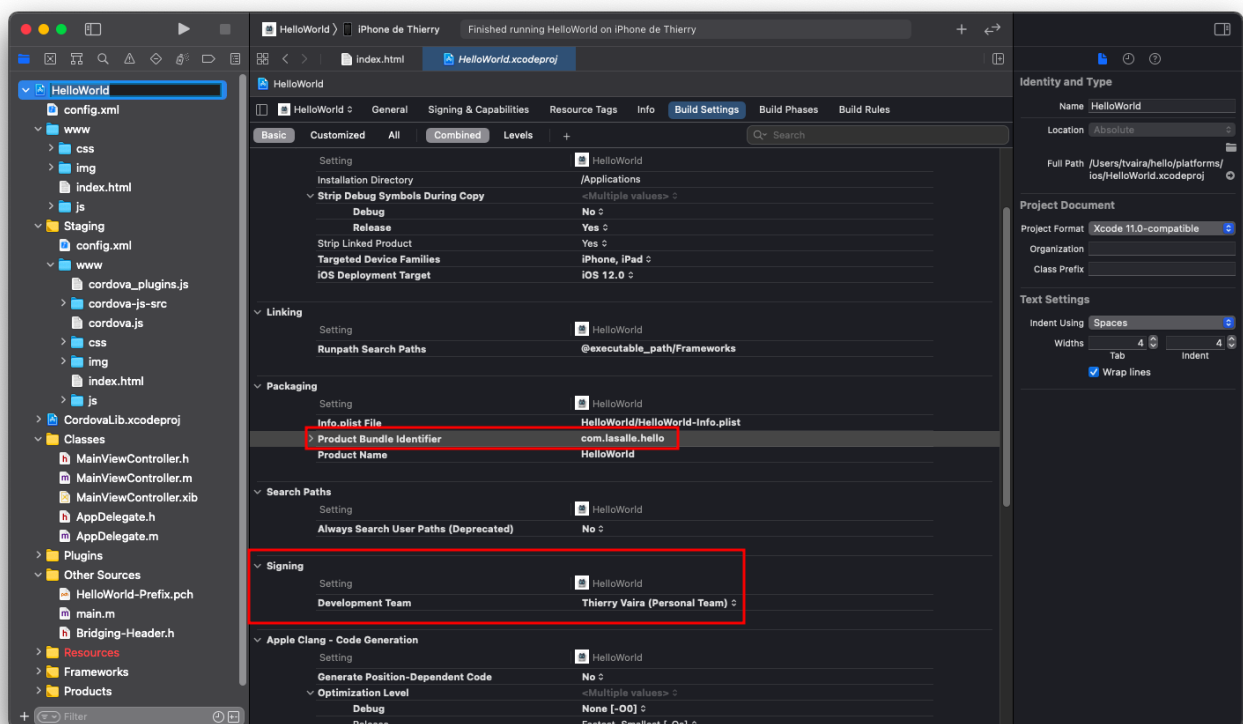 HelloWorld
iPhone de Thierry
Finished running HelloWorld on iPhone de Thierry
index.html
HelloWorld.xcodeproj
HelloWorld
config.xml
www
css
img
index.html
js
Staging
config.xml
www
cordova_plugins.js
cordova-js-src
cordova.js
css
img
index.html
js
CordovaLib.xcodeproj
Classes
MainViewController.h
MainViewController.m
MainViewController.xib
AppDelegate.h
AppDelegate.m
Plugins
Other Sources
HelloWorld-Prefix.pch
main.m
Bridging-Header.h
Resources
Frameworks
Products
Filter
HelloWorld
HelloWorld General Signing & Capabilities Resource Tags Info Build Settings Build Phases Build Rules
Basic Customized All Combined Levels + Search
Setting HelloWorld
Installation Directory /Applications
Strip Debug Symbols During Copy <Multiple values>
Debug No
Release Yes
Strip Linked Product Yes
Targeted Device Families iPhone, iPad
iOS Deployment Target iOS 12.0
Linking
Setting HelloWorld
Runpath Search Paths @executable_path/Frameworks
Packaging
Setting HelloWorld
Info.plist File HelloWorld/HelloWorld-Info.plist
Product Bundle Identifier com.lasalle.hello
Product Name HelloWorld
Search Paths
Setting HelloWorld
Always Search User Paths (Deprecated) No
Signing
Setting HelloWorld
Development Team Thierry Vaira (Personal Team)
Apple Clang - Code Generation
Setting HelloWorld
Generate Position-Dependent Code No
Optimization Level <Multiple values>
Debug None [-O0]
Release Fastest, Smallest [-Os]
Identity and Type
Name HelloWorld
Location Absolute
Full Path /Users/tvaira/hello/platforms/
ios/HelloWorld.xcodeproj
Project Document
Project Format Xcode 11.0-compatible
Organization
Class Prefix
Text Settings
Indent Using Spaces
Widths 4 4
Tab Indent
Wrap lines